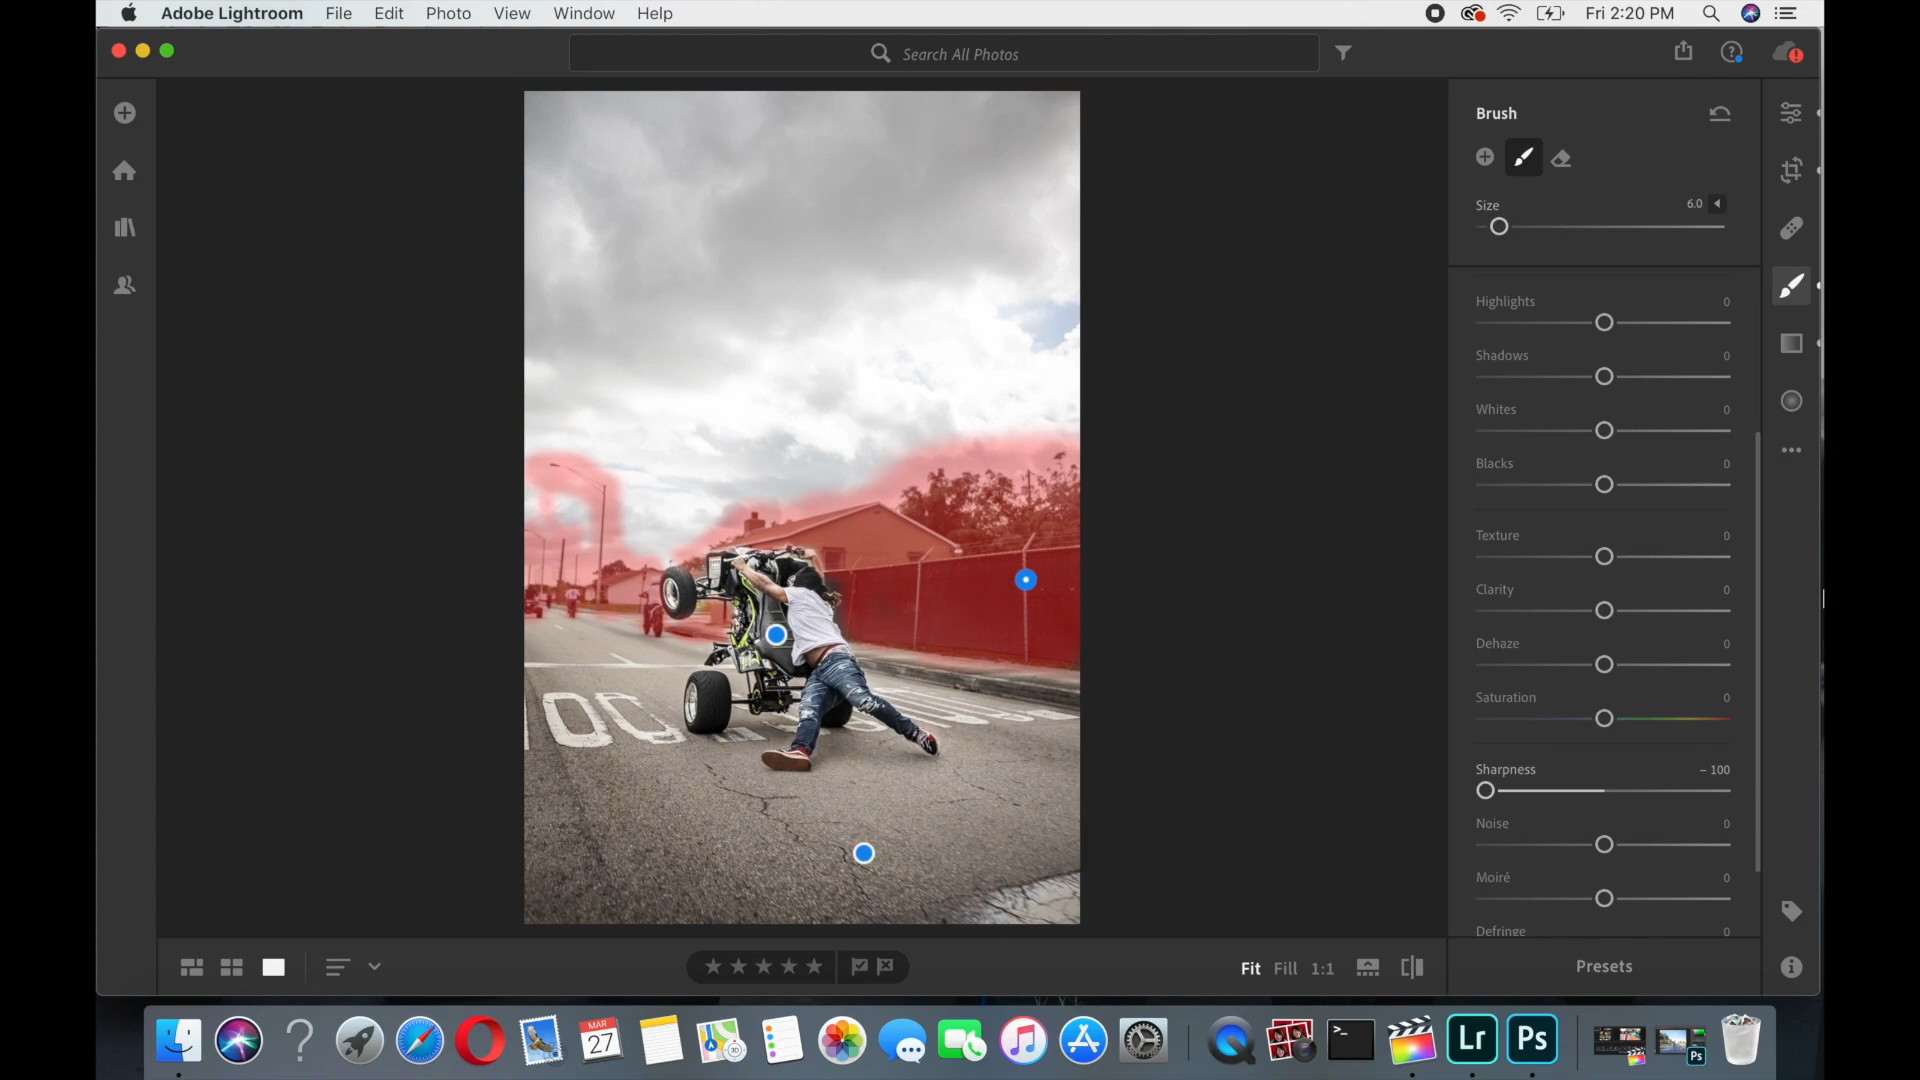 Adobe Lightroom File Edit Photo View Window Help Fri 2:20 PM
Search All Photos
Brush
Size 6.0
Highlights 0
Shadows 0
Whites 0
Blacks 0
Texture 0
Clarity 0
Dehaze 0
Saturation 0
Sharpness – 100
Noise 0
Moiré 0
Defringe 0
Fit Fill 1:1
Presets
MAR
27
3D
Lr
Ps
Ps